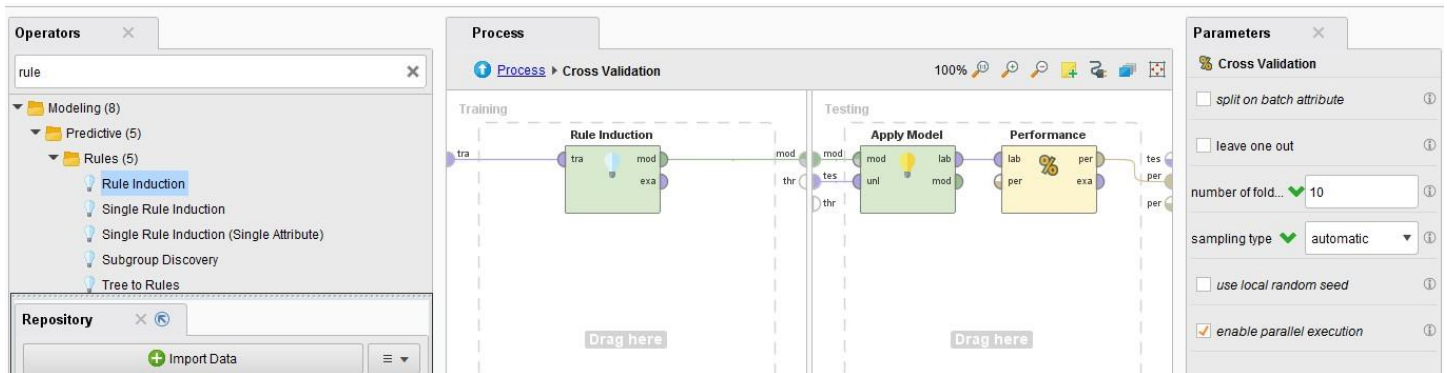 Operators
rule
Modeling (8)
Predictive (5)
Rules (5)
Rule Induction
Single Rule Induction
Single Rule Induction (Single Attribute)
Subgroup Discovery
Tree to Rules
Repository
Import Data
Process
Process Cross Validation
100%
Training
tra
Rule Induction
tra mod
exa
mod
thr
Drag here
Testing
mod
tes
thr
Apply Model
mod lab
unl mod
Performance
lab % per
per exa
tes
per
per
Drag here
Parameters
% Cross Validation
split on batch attribute
leave one out
number of fold... 10
sampling type automatic
use local random seed
enable parallel execution